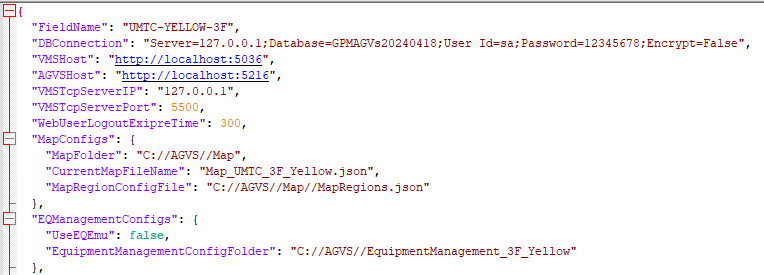 {
"FieldName": "UMTC-YELLOW-3F",
"DBConnection": "Server=127.0.0.1;Database=GPMAGVs20240418;User Id=sa;Password=12345678;Encrypt=False",
"VMSHost": "http://localhost:5036",
"AGVSHost": "http://localhost:5216",
"VMSTcpServerIP": "127.0.0.1",
"VMSTcpServerPort": 5500,
"WebUserLogoutExipreTime": 300,
"MapConfigs": {
"MapFolder": "C://AGVS//Map",
"CurrentMapFileName": "Map_UMTC_3F_Yellow.json",
"MapRegionConfigFile": "C://AGVS//Map//MapRegions.json"
},
"EQManagementConfigs": {
"UseEQEmu": false,
"EquipmentManagementConfigFolder": "C://AGVS//EquipmentManagement_3F_Yellow"
},